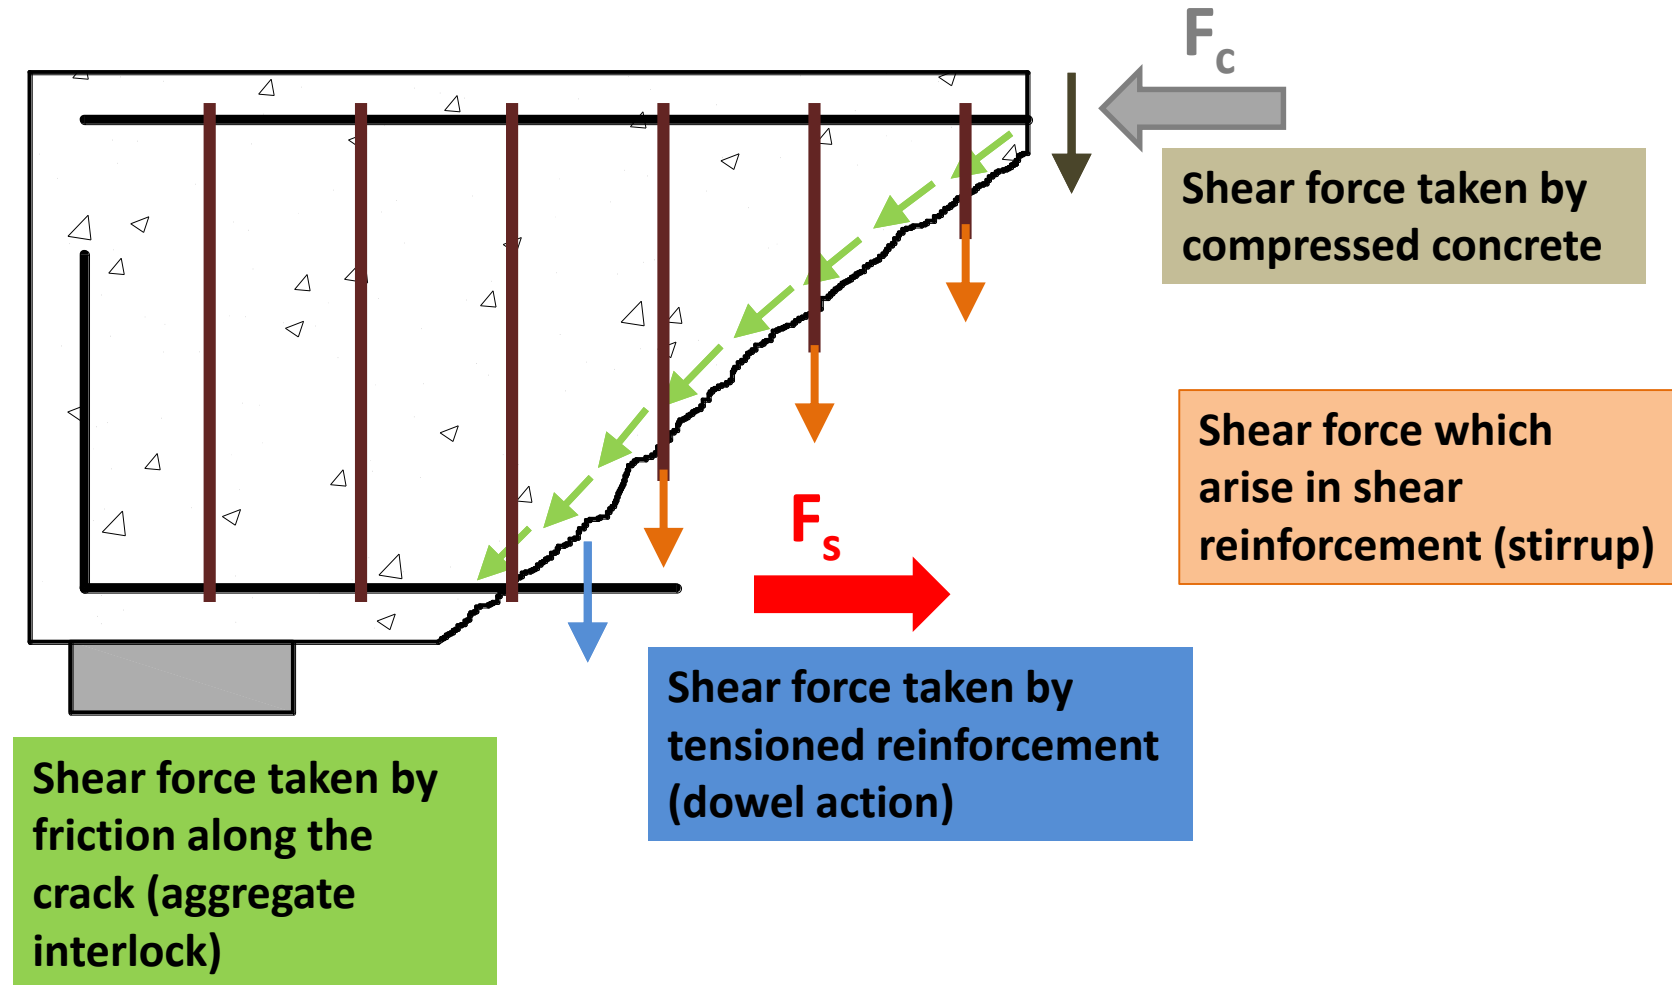 Fc
Shear force taken by
compressed concrete
Shear force which
arise in shear
reinforcement (stirrup)
Fs
Shear force taken by
tensioned reinforcement
(dowel action)
Shear force taken by
friction along the
crack (aggregate
interlock)